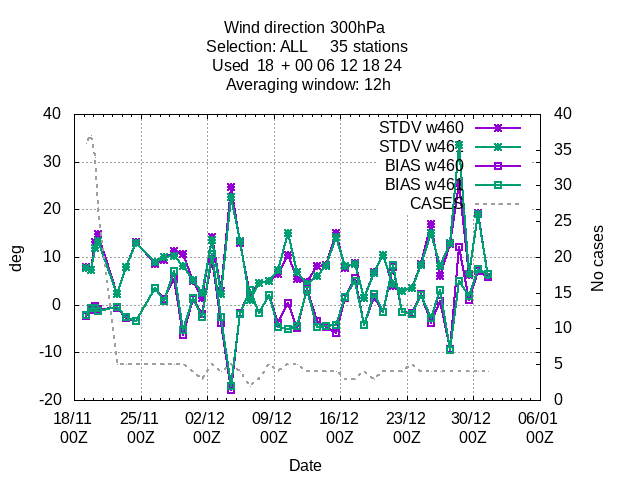 Wind direction 300hPa
Selection: ALL     35 stations
Used  18  + 00 06 12 18 24
Averaging window: 12h
40
30
20
10
0
-10
-20
40
35
30
25
20
15
10
5
0
deg
No cases
STDV w460
STDV w461
BIAS w460
BIAS w461
CASES
18/11 25/11 02/12 09/12 16/12 23/12 30/12 06/01
00Z 00Z 00Z 00Z 00Z 00Z 00Z 00Z
Date